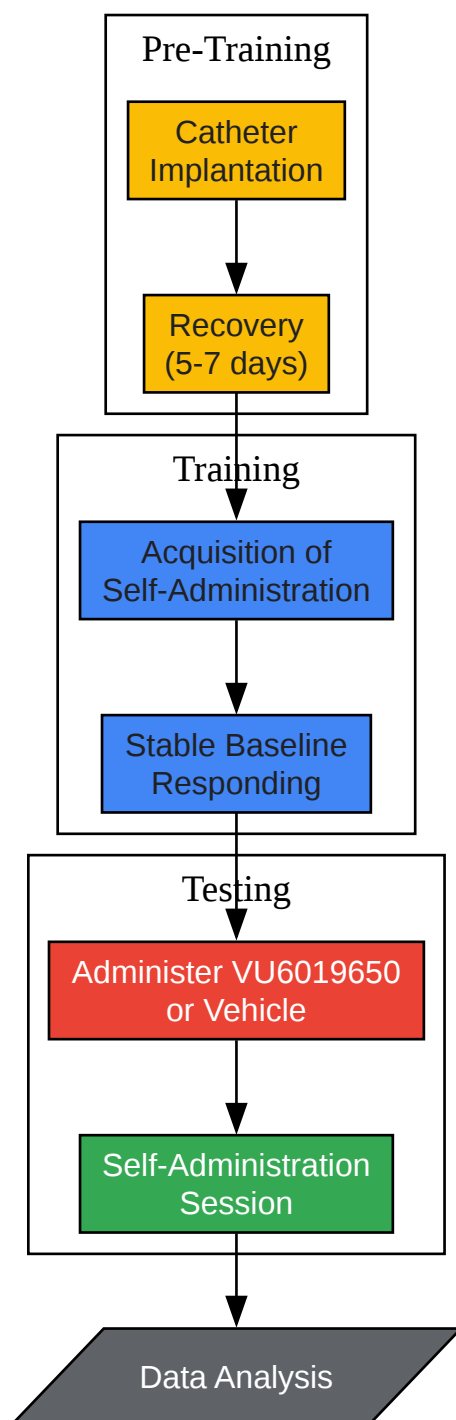 Pre-Training
Catheter
Implantation
Recovery
(5-7 days)
Training
Acquisition of
Self-Administration
Stable Baseline
Responding
Testing
Administer VU6019650
or Vehicle
Self-Administration
Session
Data Analysis